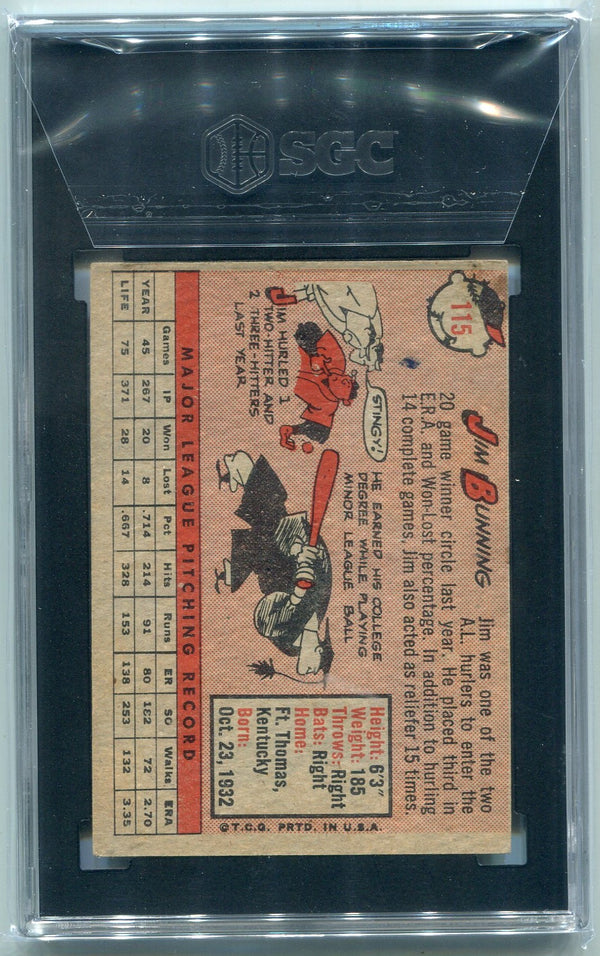 SGC
115
JIM BUNNING
Jim was one of the two
A.L. hurlers to enter the
20 game winner circle last year. He placed third in
E.R.A. and Won-Lost percentage. In addition to hurling
14 complete games, Jim also acted as reliefer 15 times.
STINGY!
JIM HURLED 1
TWO-HITTER AND
2 THREE-HITTERS
LAST YEAR
HE EARNED HIS COLLEGE
DEGREE WHILE PLAYING
MINOR LEAGUE BALL
Height: 6'3"
Weight: 185
Throws: Right
Bats: Right
Home:
Ft. Thomas,
Kentucky
Born:
Oct. 23, 1932
MAJOR LEAGUE PITCHING RECORD
Games IP Won Lost Pct Hits Runs ER SO Walks ERA
YEAR 45 267 20 8 .714 214 91 80 182 72 2.70
LIFE 75 371 28 14 .667 328 153 138 253 132 3.35
©T.C.G. PRTD. IN U.S.A.